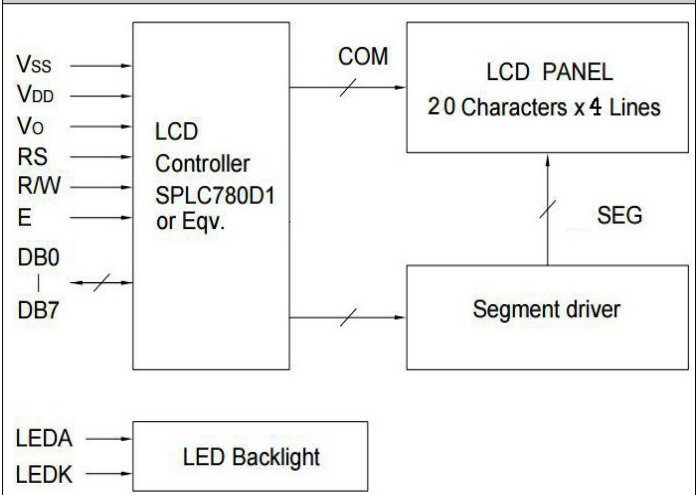 VSS
VDD
VO
RS
R/W
E
DB0
|
DB7
LCD
Controller
SPLC780D1
or Eqv.
COM
LCD PANEL
20 Characters x 4 Lines
SEG
Segment driver
LEDA
LEDK
LED Backlight